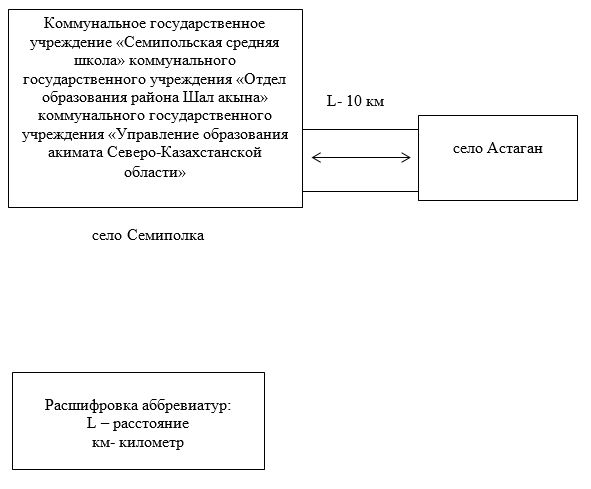 Коммунальное государственное
учреждение «Семипольская средняя
школа» коммунального
государственного учреждения «Отдел
образования района Шал акына»
коммунального государственного
учреждения «Управление образования
акимата Северо-Казахстанской
области»
L- 10 км
село Астаган
село Семиполка
Расшифровка аббревиатур:
L – расстояние
км- километр